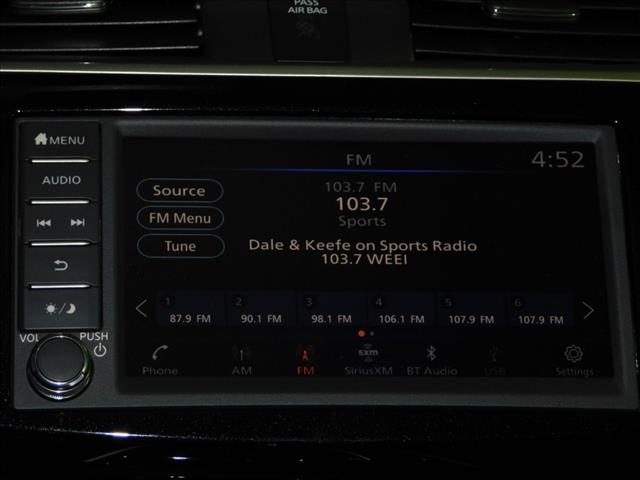 PASS
AIR BAG
MENU
AUDIO
VOL
PUSH
FM
4:52
Source
FM Menu
Tune
103.7 FM
103.7
Sports
Dale & Keefe on Sports Radio
103.7 WEEI
1 2 3 4 5 6
87.9 FM 90.1 FM 98.1 FM 106.1 FM 107.9 FM 107.9 FM
sxm
Phone AM FM SiriusXM BT Audio USB Settings